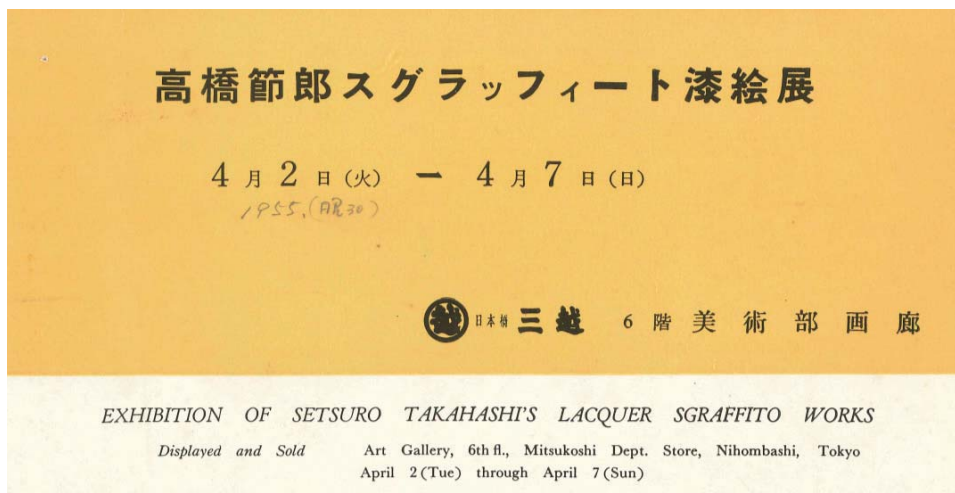 高橋節郎スグラッフィート漆絵展
4月2日(火) ー 4月7日(日)
1955.(昭30)
越 日本橋 三越 6階 美術部画廊
EXHIBITION OF SETSURO TAKAHASHI'S LACQUER SGRAFFITO WORKS
Displayed and Sold Art Gallery, 6th fl., Mitsukoshi Dept. Store, Nihombashi, Tokyo
April 2 (Tue) through April 7 (Sun)